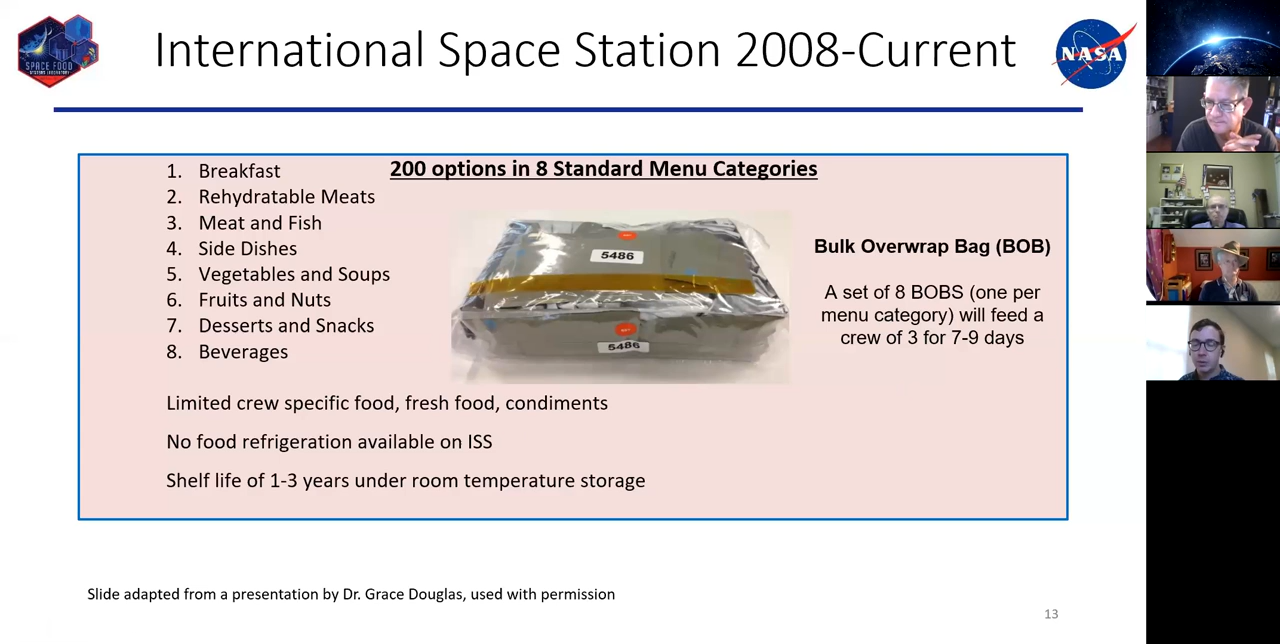 SPACE FOOD
SYSTEMS LABORATORY
International Space Station 2008-Current
NASA
200 options in 8 Standard Menu Categories
1. Breakfast
2. Rehydratable Meats
3. Meat and Fish
4. Side Dishes
5. Vegetables and Soups
6. Fruits and Nuts
7. Desserts and Snacks
8. Beverages
5486
5486
Bulk Overwrap Bag (BOB)
A set of 8 BOBS (one per
menu category) will feed a
crew of 3 for 7-9 days
Limited crew specific food, fresh food, condiments
No food refrigeration available on ISS
Shelf life of 1-3 years under room temperature storage
Slide adapted from a presentation by Dr. Grace Douglas, used with permission
13